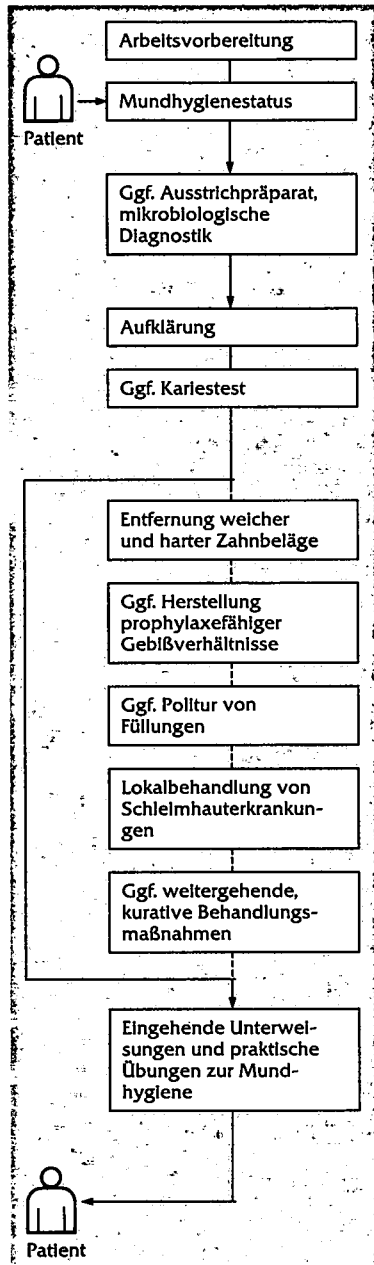 Arbeitsvorbereitung
Mundhygienestatus
Patient
Ggf. Ausstrichpräparat,
mikrobiologische
Diagnostik
Aufklärung
Ggf. Kariestest
Entfernung weicher
und harter Zahnbeläge
Ggf. Herstellung
prophylaxefähiger
Gebißverhältnisse
Ggf. Politur von
Füllungen
Lokalbehandlung von
Schleimhauterkrankun-
gen
Ggf. weitergehende,
kurative Behandlungs-
maßnahmen
Eingehende Unterwei-
sungen und praktische
Übungen zur Mund-
hygiene
Patient